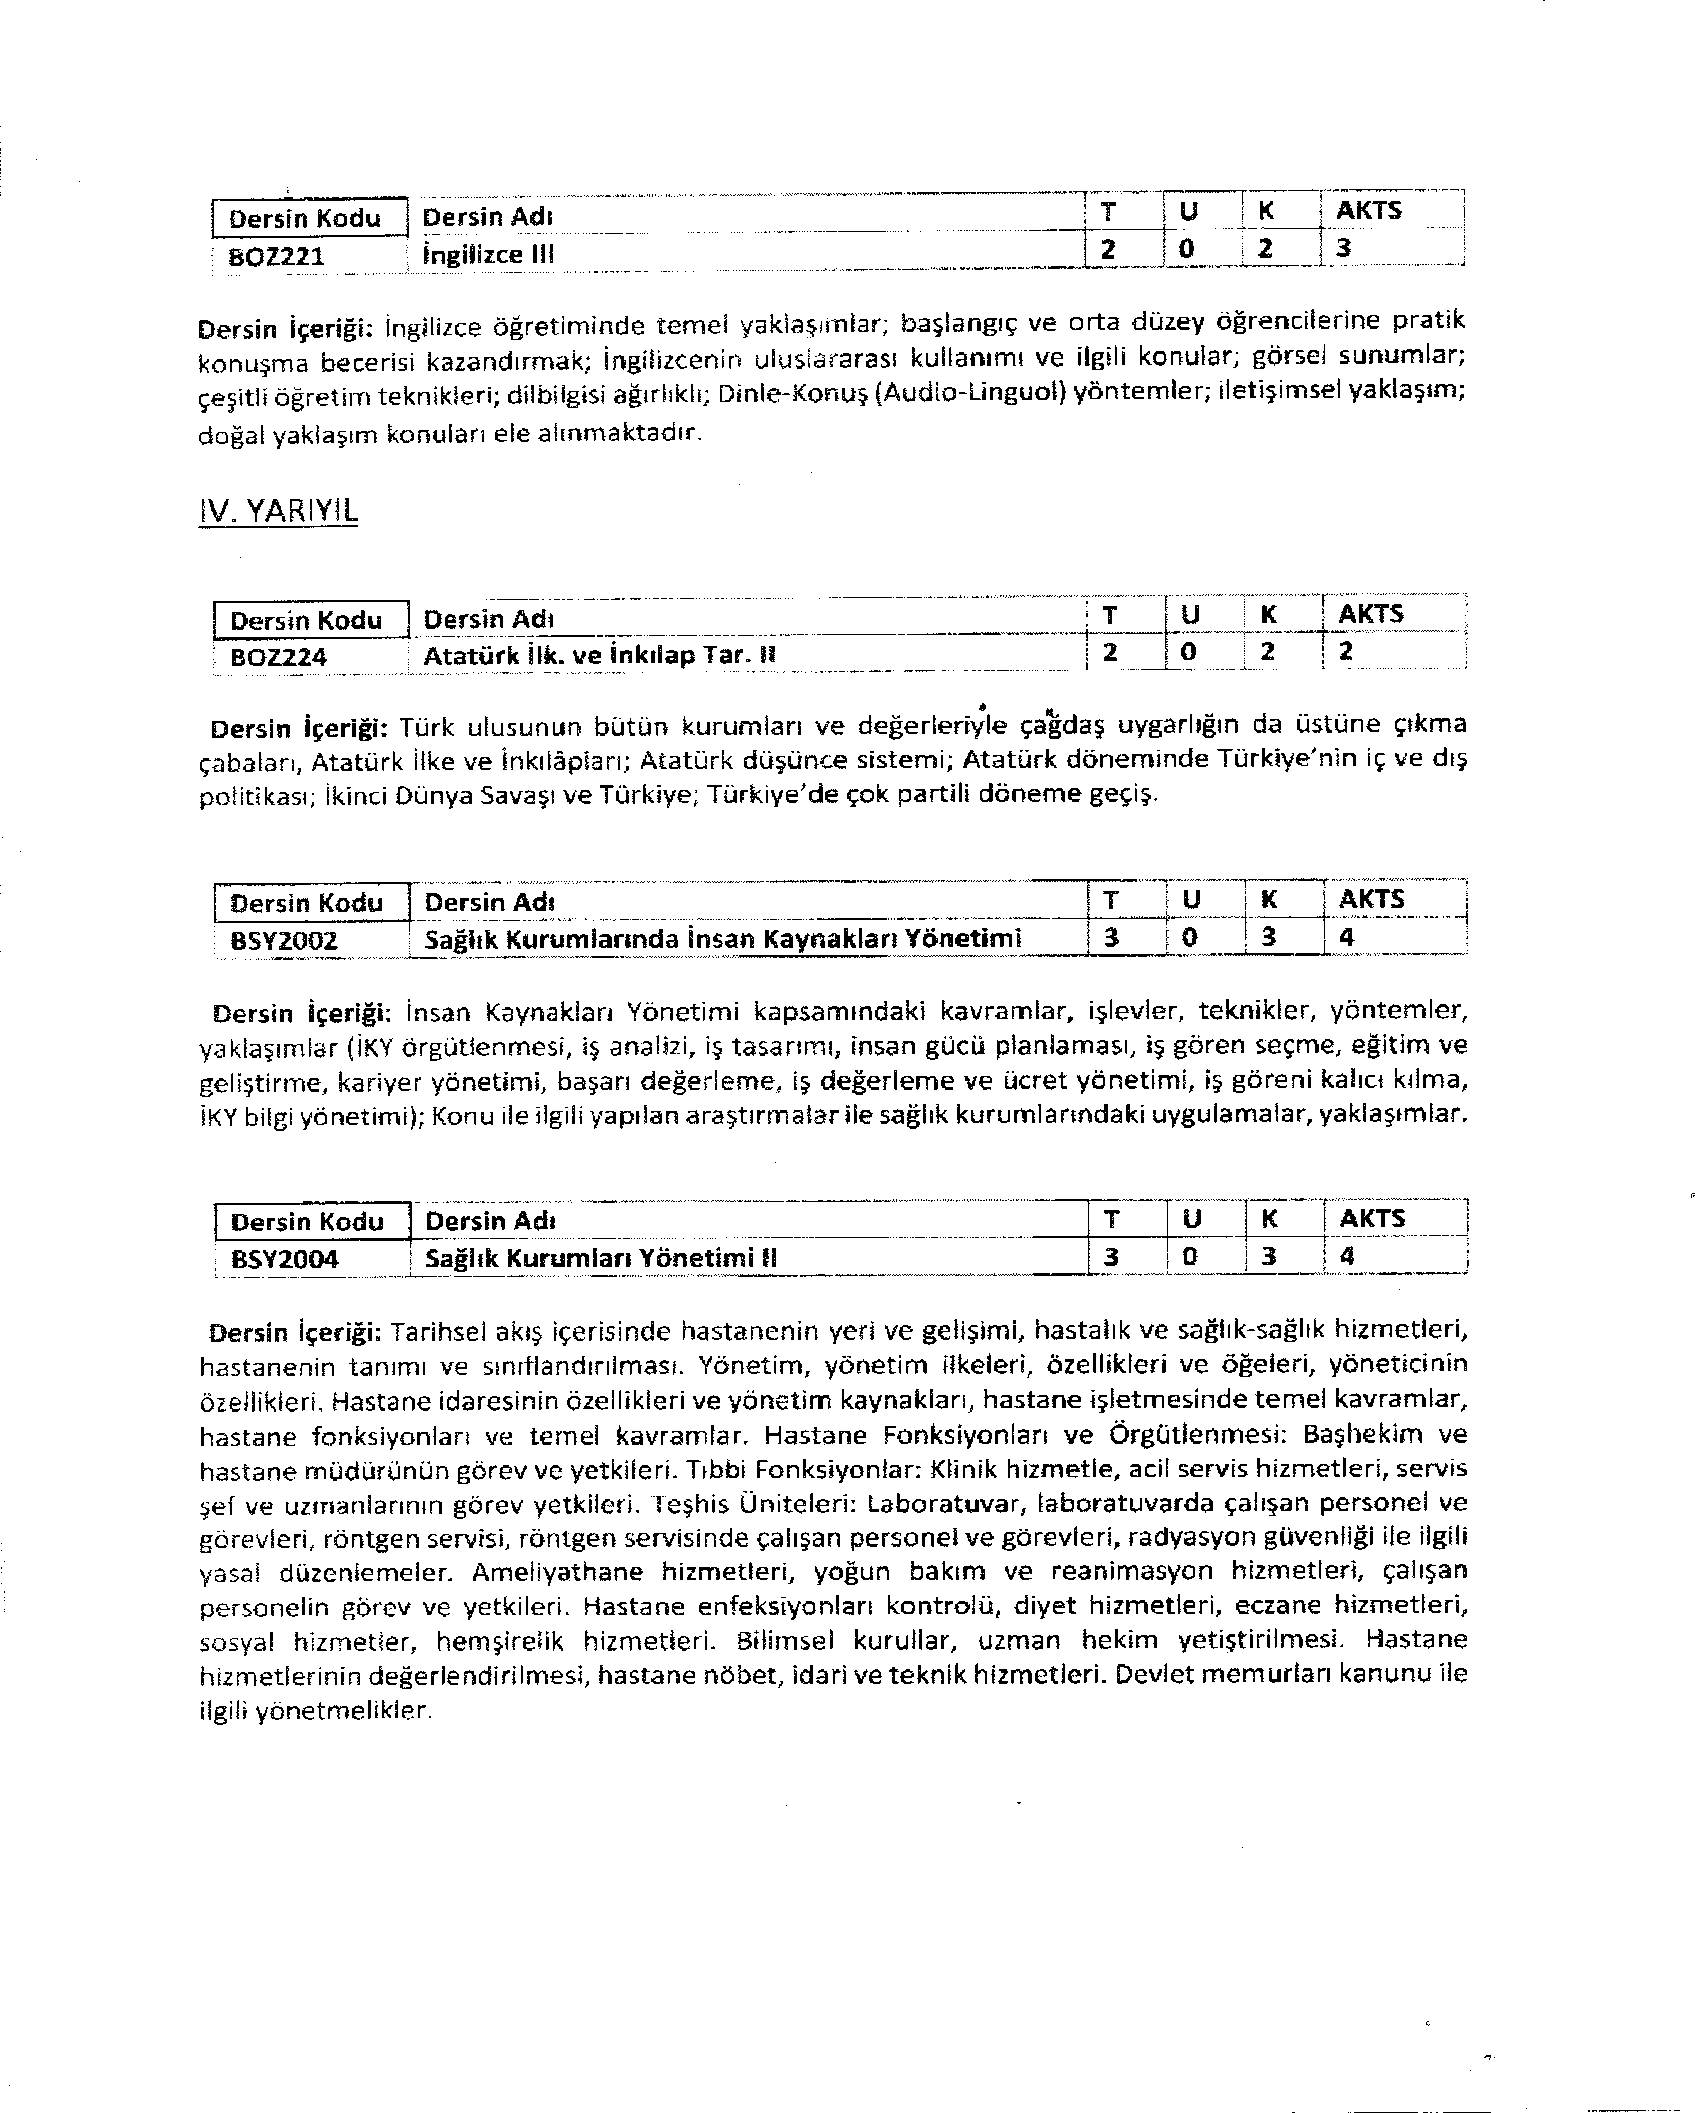 Dersin Kodu Dersin Adı T U K AKTS
BOZ221 İngilizce III 2 0 2 3
Dersin İçeriği: İngilizce öğretiminde temel yaklaşımlar; başlangıç ve orta düzey öğrencilerine pratik
konuşma becerisi kazandırmak; İngilizcenin uluslararası kullanımı ve ilgili konular; görsel sunumlar;
çeşitli öğretim teknikleri; dilbilgisi ağırlıklı; Dinle-Konuş (Audio-Linguol) yöntemler; iletişimsel yaklaşım;
doğal yaklaşım konuları ele alınmaktadır.
IV. YARIYIL
Dersin Kodu Dersin Adı T U K AKTS
BOZ224 Atatürk İlk. ve İnkılap Tar. II 2 0 2 2
Dersin İçeriği: Türk ulusunun bütün kurumları ve değerleriyle çağdaş uygarlığın da üstüne çıkma
çabaları, Atatürk İlke ve İnkılâpları; Atatürk düşünce sistemi; Atatürk döneminde Türkiye'nin iç ve dış
politikası; İkinci Dünya Savaşı ve Türkiye; Türkiye'de çok partili döneme geçiş.
Dersin Kodu Dersin Adı T U K AKTS
BSY2002 Sağlık Kurumlarında İnsan Kaynakları Yönetimi 3 0 3 4
Dersin İçeriği: İnsan Kaynakları Yönetimi kapsamındaki kavramlar, işlevler, teknikler, yöntemler,
yaklaşımlar (İKY örgütlenmesi, iş analizi, iş tasarımı, insan gücü planlaması, iş gören seçme, eğitim ve
geliştirme, kariyer yönetimi, başarı değerleme, iş değerleme ve ücret yönetimi, iş göreni kalıcı kılma,
İKY bilgi yönetimi); Konu ile ilgili yapılan araştırmalar ile sağlık kurumlarındaki uygulamalar, yaklaşımlar.
Dersin Kodu Dersin Adı T U K AKTS
BSY2004 Sağlık Kurumları Yönetimi II 3 0 3 4
Dersin İçeriği: Tarihsel akış içerisinde hastanenin yeri ve gelişimi, hastalık ve sağlık-sağlık hizmetleri,
hastanenin tanımı ve sınıflandırılması. Yönetim, yönetim ilkeleri, özellikleri ve öğeleri, yöneticinin
özellikleri. Hastane idaresinin özellikleri ve yönetim kaynakları, hastane işletmesinde temel kavramlar,
hastane fonksiyonları ve temel kavramlar. Hastane Fonksiyonları ve Örgütlenmesi: Başhekim ve
hastane müdürünün görev ve yetkileri. Tıbbi Fonksiyonlar: Klinik hizmetle, acil servis hizmetleri, servis
şef ve uzmanlarının görev yetkileri. Teşhis Üniteleri: Laboratuvar, laboratuvarda çalışan personel ve
görevleri, röntgen servisi, röntgen servisinde çalışan personel ve görevleri, radyasyon güvenliği ile ilgili
yasal düzenlemeler. Ameliyathane hizmetleri, yoğun bakım ve reanimasyon hizmetleri, çalışan
personelin görev ve yetkileri. Hastane enfeksiyonları kontrolü, diyet hizmetleri, eczane hizmetleri,
sosyal hizmetler, hemşirelik hizmetleri. Bilimsel kurullar, uzman hekim yetiştirilmesi. Hastane
hizmetlerinin değerlendirilmesi, hastane nöbet, idari ve teknik hizmetleri. Devlet memurları kanunu ile
ilgili yönetmelikler.